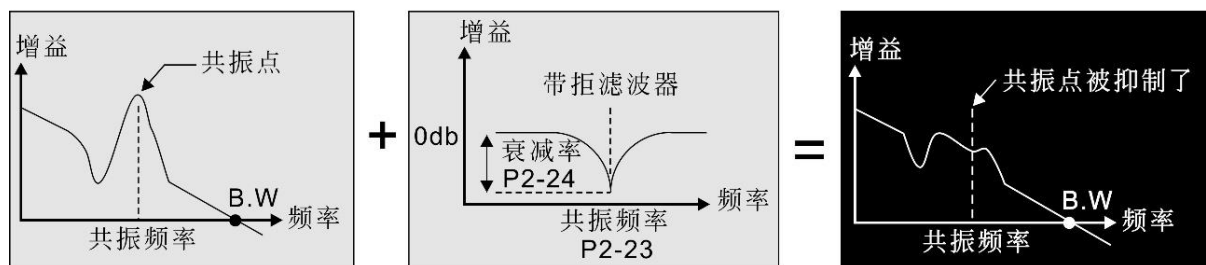 增益
共振点
B.W
频率
共振频率
+
增益
带拒滤波器
0db
衰减率
P2-24
频率
共振频率
P2-23
=
增益
共振点被抑制了
B.W
频率
共振频率